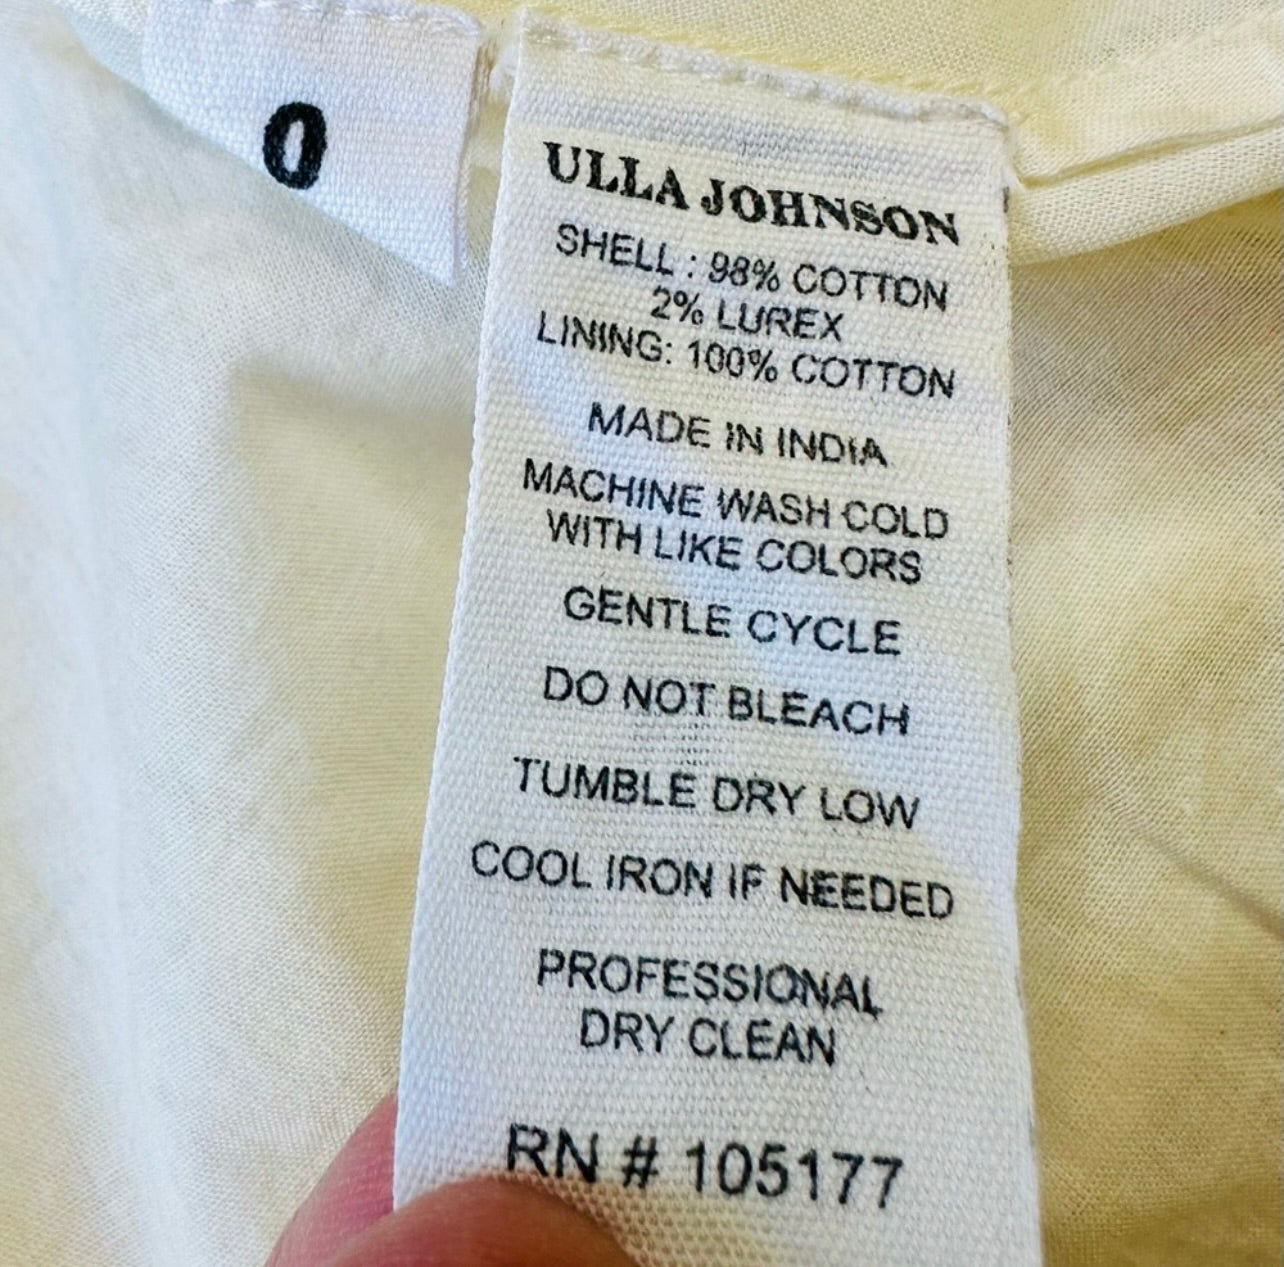 0
ULLA JOHNSON
SHELL : 98% COTTON
2% LUREX
LINING: 100% COTTON
MADE IN INDIA
MACHINE WASH COLD
WITH LIKE COLORS
GENTLE CYCLE
DO NOT BLEACH
TUMBLE DRY LOW
COOL IRON IF NEEDED
PROFESSIONAL
DRY CLEAN
RN # 105177